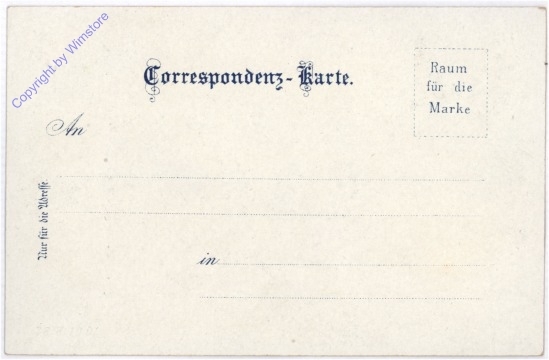 Copyright by Wimstore
Correspondenz-Karte.
Raum
für die
Marke
An
Nur für die Adresse.
in